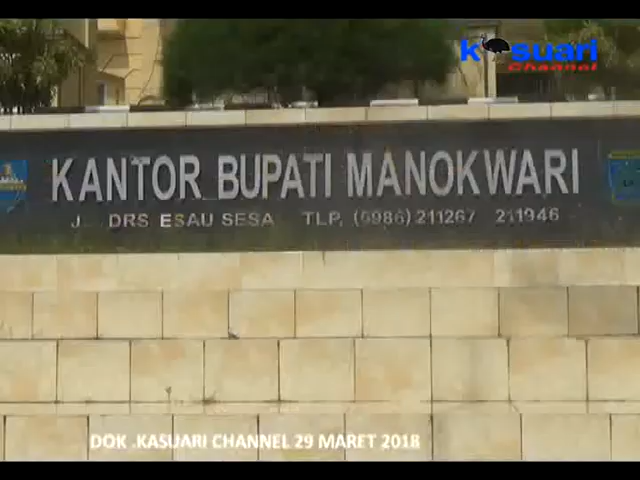 kasuari
Channel
KANTOR BUPATI MANOKWARI
J DRS ESAU SESA TLP. (0986) 211267 211946
DOK .KASUARI CHANNEL 29 MARET 2018